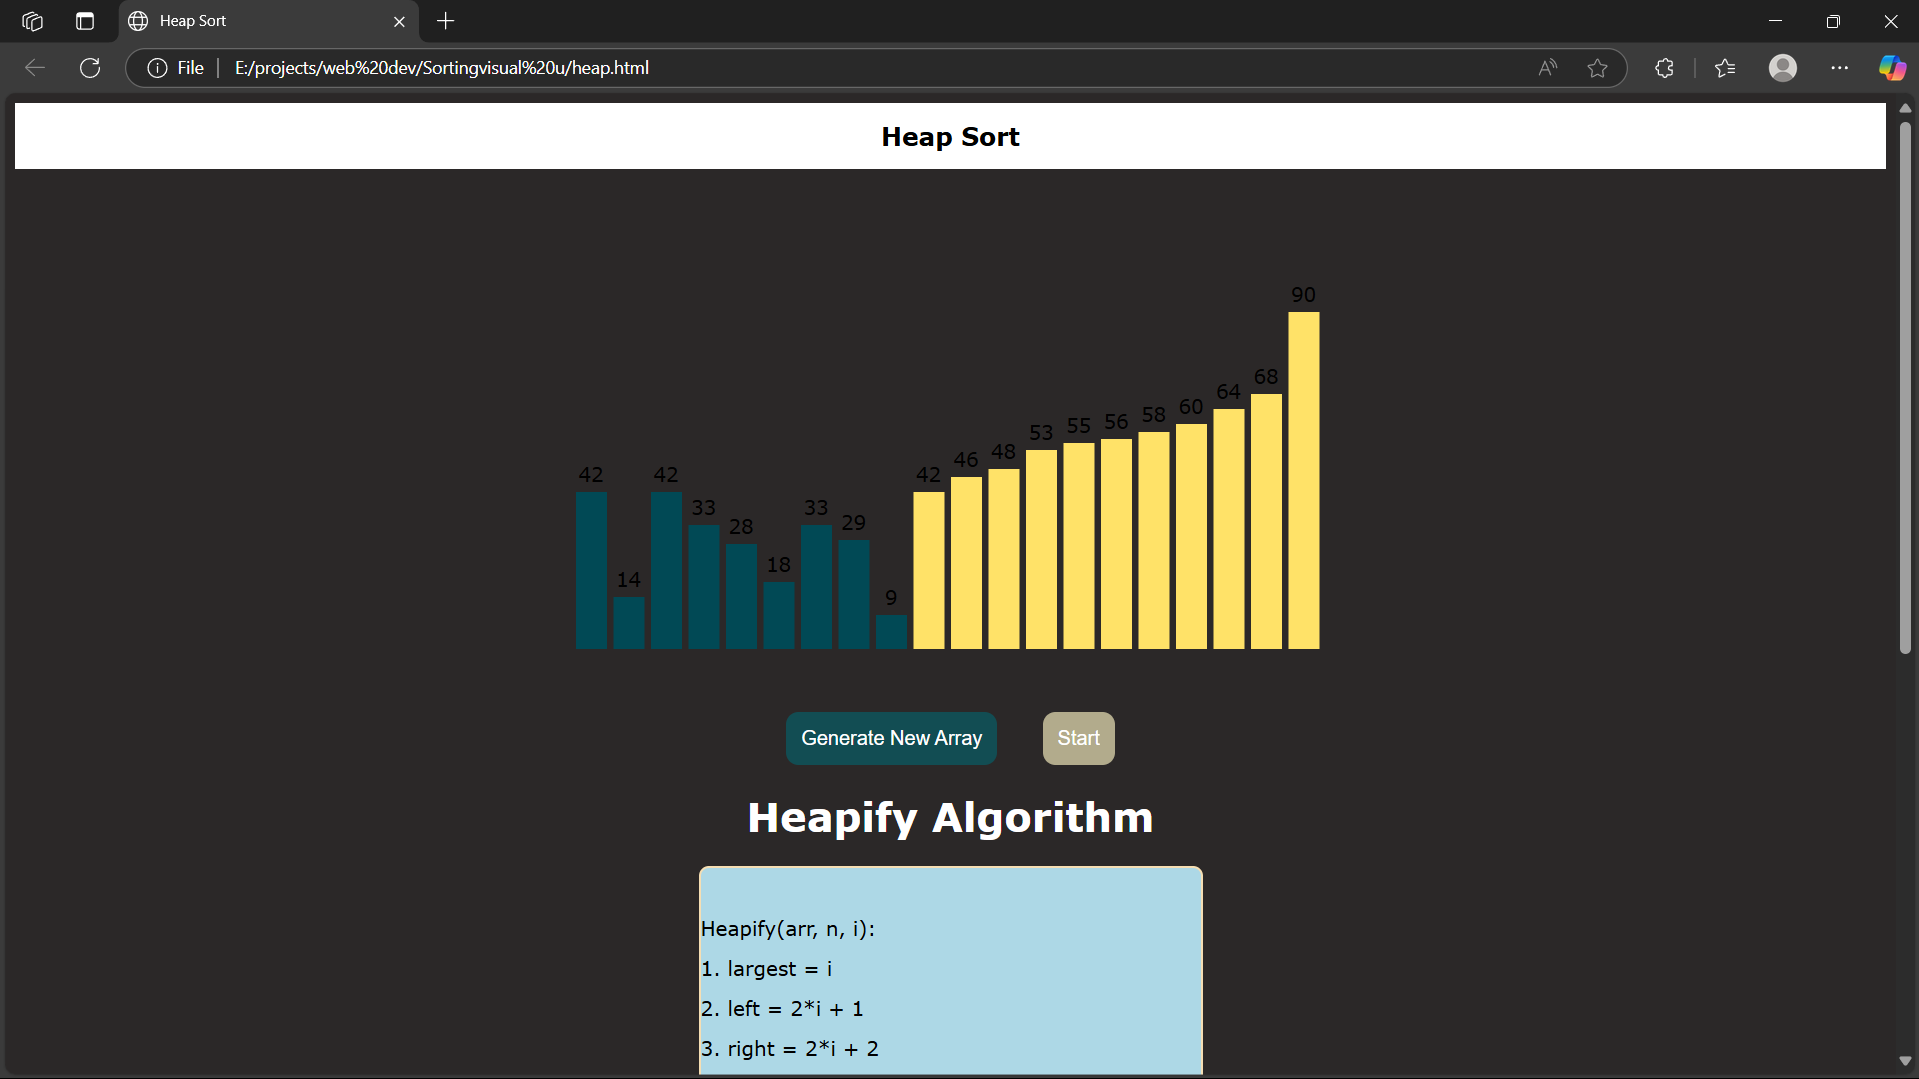 Heap Sort
File
E:/projects/web%20dev/Sortingvisual%20u/heap.html
Heap Sort
42 14 42 33 28 18 33 29 9 42 46 48 53 55 56 58 60 64 68 90
Generate New Array Start
Heapify Algorithm
Heapify(arr, n, i):
1. largest = i
2. left = 2*i + 1
3. right = 2*i + 2